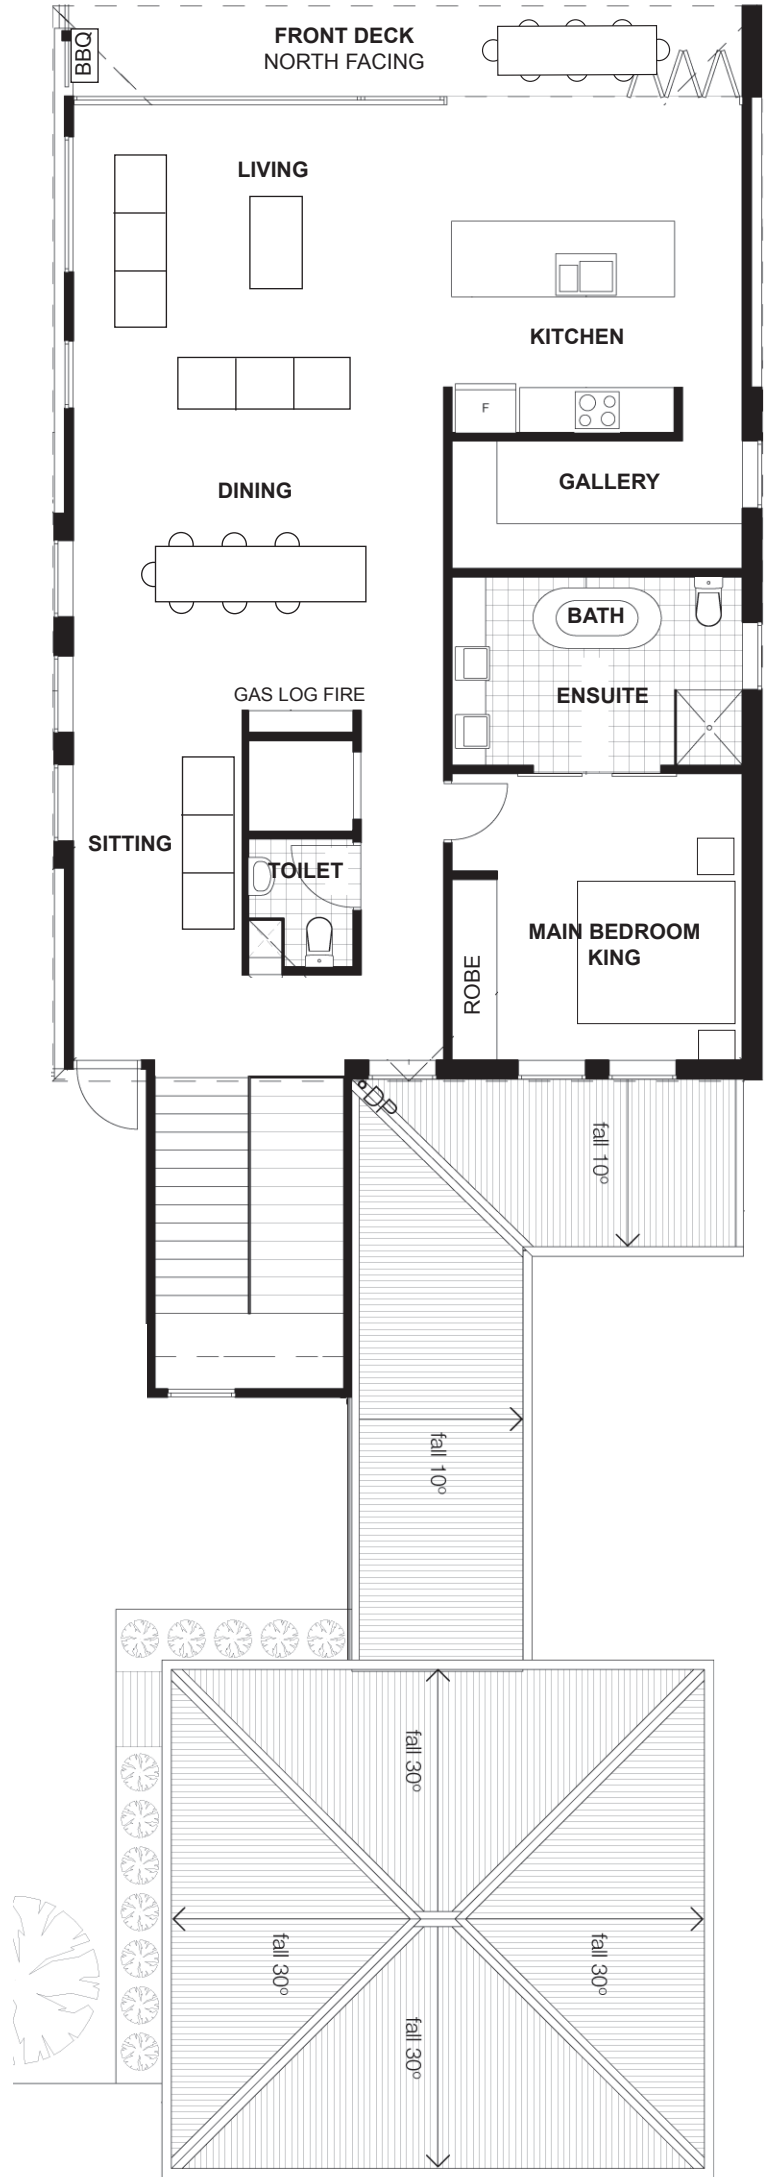 BBQ
FRONT DECK
NORTH FACING
LIVING
KITCHEN
F
GALLERY
DINING
BATH
ENSUITE
GAS LOG FIRE
SITTING
TOILET
MAIN BEDROOM
KING
ROBE
DP
fall 10°
fall 10°
fall 30°
fall 30°
fall 30°
fall 30°